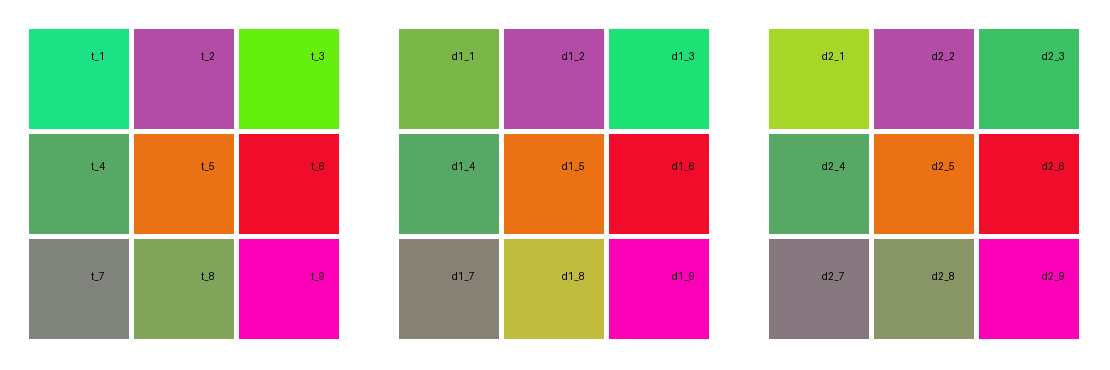 t_1 t_2 t_3 d1_1 d1_2 d1_3 d2_1 d2_2 d2_3
t_4 t_5 t_6 d1_4 d1_5 d1_6 d2_4 d2_5 d2_6
t_7 t_8 t_9 d1_7 d1_8 d1_9 d2_7 d2_8 d2_9